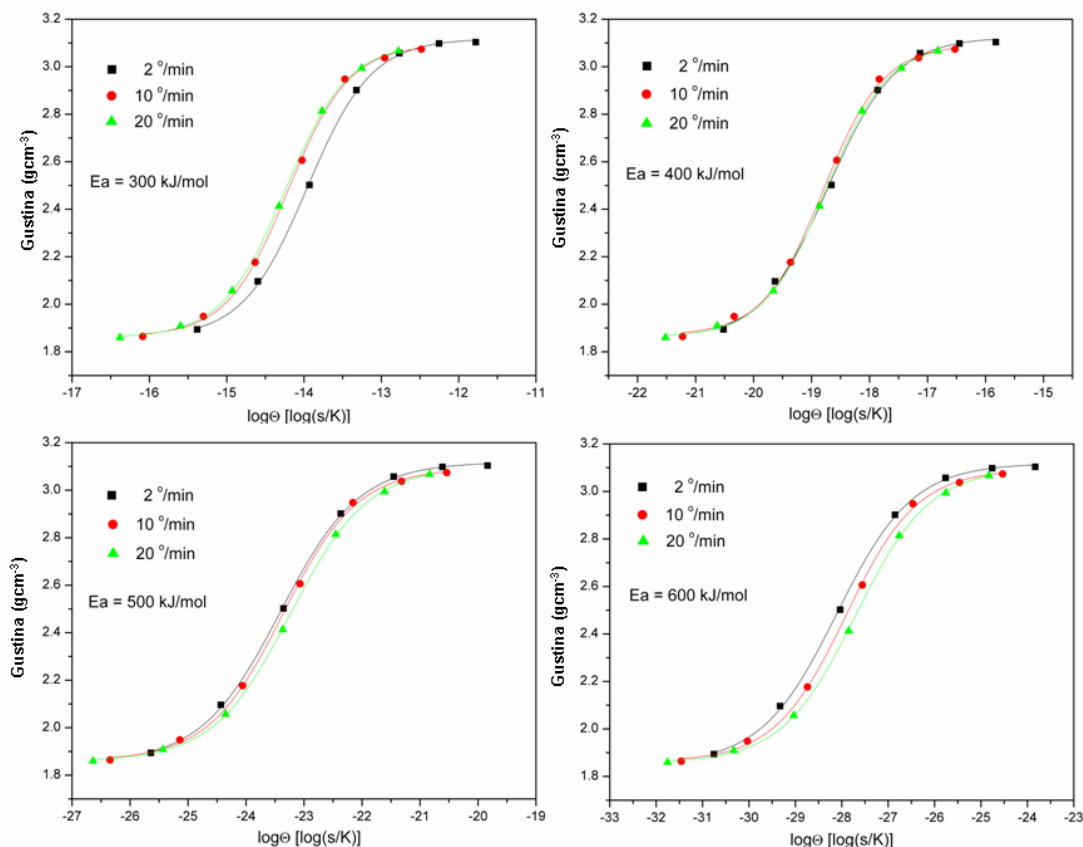 3.2
3.0
2.8
2.6
2.4
2.2
2.0
1.8
Gustina (gcm-3)
2 o/min
10 o/min
20 o/min
Ea = 300 kJ/mol
-17 -16 -15 -14 -13 -12 -11
logΘ [log(s/K)]
3.2
3.0
2.8
2.6
2.4
2.2
2.0
1.8
Gustina (gcm-3)
2 o/min
10 o/min
20 o/min
Ea = 400 kJ/mol
-22 -21 -20 -19 -18 -17 -16 -15
logΘ [log(s/K)]
3.2
3.0
2.8
2.6
2.4
2.2
2.0
1.8
Gustina (gcm-3)
2 o/min
10 o/min
20 o/min
Ea = 500 kJ/mol
-27 -26 -25 -24 -23 -22 -21 -20 -19
logΘ [log(s/K)]
3.2
3.0
2.8
2.6
2.4
2.2
2.0
1.8
Gustina (gcm-3)
2 o/min
10 o/min
20 o/min
Ea = 600 kJ/mol
-33 -32 -31 -30 -29 -28 -27 -26 -25 -24 -23
logΘ [log(s/K)]